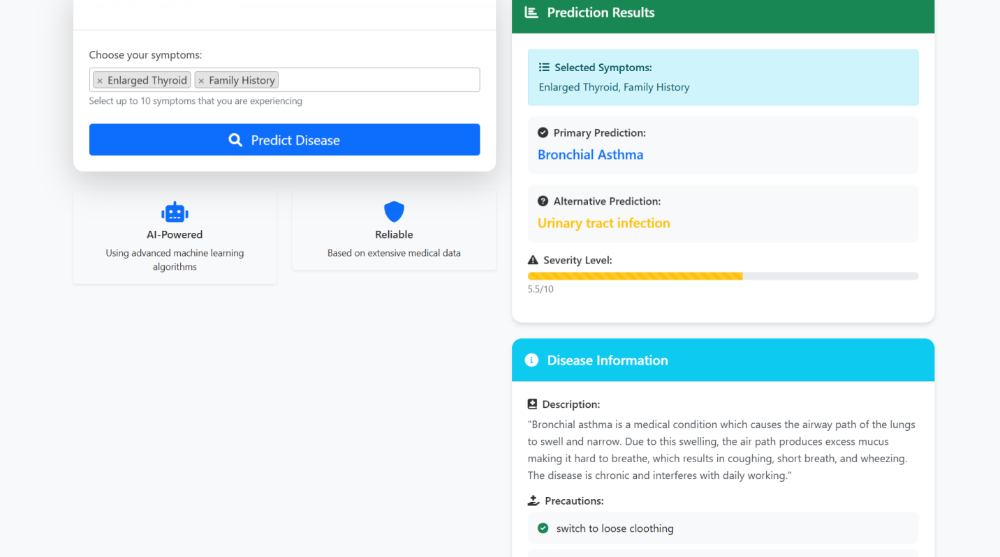 Choose your symptoms:
× Enlarged Thyroid × Family History
Select up to 10 symptoms that you are experiencing
Predict Disease
AI-Powered
Using advanced machine learning
algorithms
Reliable
Based on extensive medical data
Prediction Results
Selected Symptoms:
Enlarged Thyroid, Family History
Primary Prediction:
Bronchial Asthma
Alternative Prediction:
Urinary tract infection
Severity Level:
5.5/10
Disease Information
Description:
"Bronchial asthma is a medical condition which causes the airway path of the lungs
to swell and narrow. Due to this swelling, the air path produces excess mucus
making it hard to breathe, which results in coughing, short breath, and wheezing.
The disease is chronic and interferes with daily working."
Precautions:
switch to loose cloothing